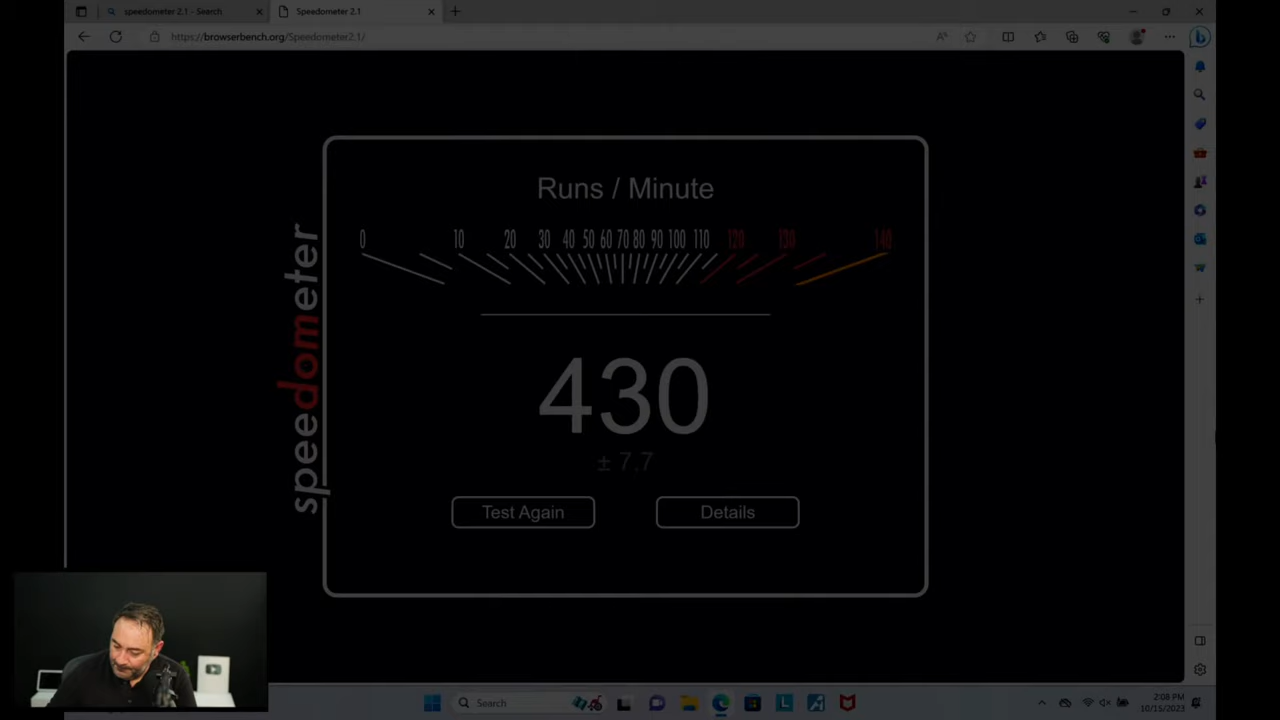 speedometer 2.1 - Search
Speedometer 2.1
https://browserbench.org/Speedometer2.1/
Runs / Minute
0 10 20 30 40 50 60 70 80 90 100 110 120 130 140
speedometer
430
± 7.7
Test Again
Details
Search
2:08 PM
10/15/2023